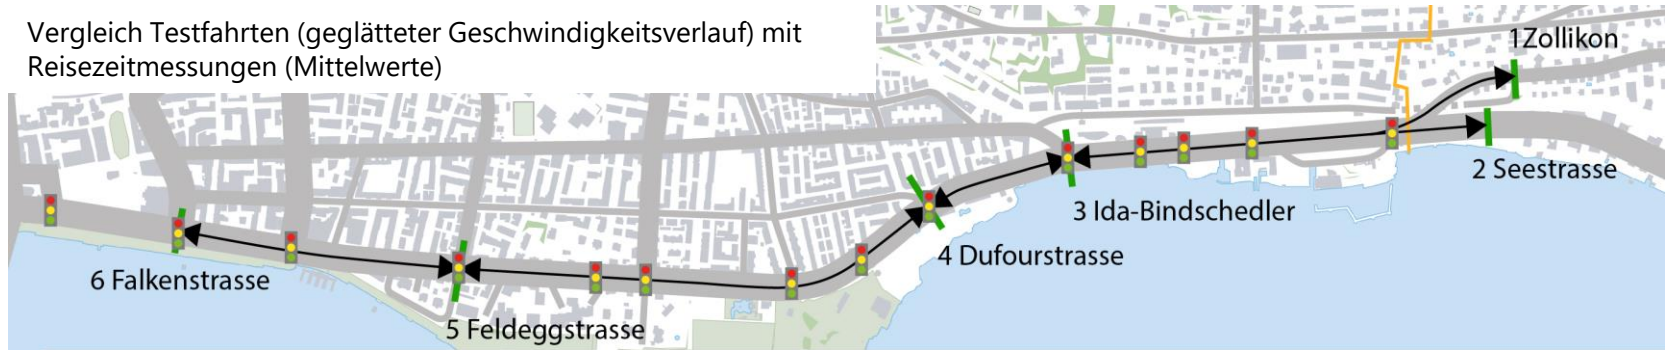 Vergleich Testfahrten (geglätteter Geschwindigkeitsverlauf) mit
Reisezeitmessungen (Mittelwerte)
1Zollikon
2 Seestrasse
3 Ida-Bindschedler
4 Dufourstrasse
5 Feldeggstrasse
6 Falkenstrasse